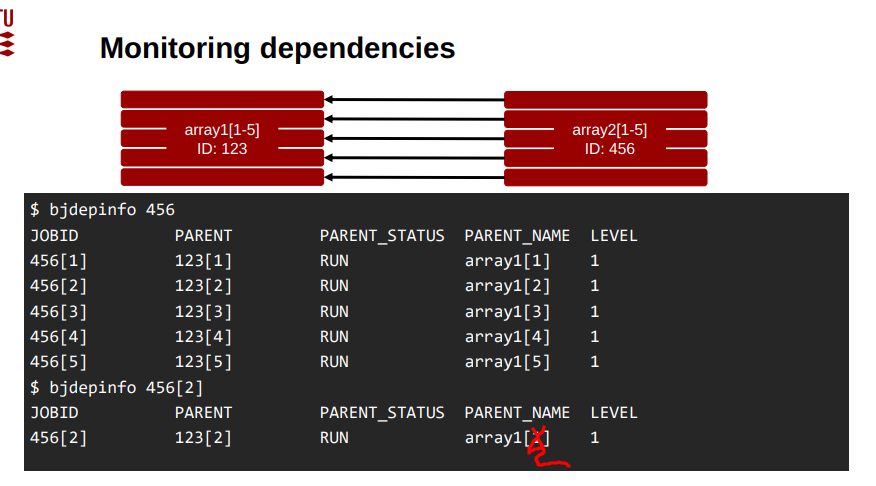 TU
Monitoring dependencies
array1[1-5]
ID: 123
array2[1-5]
ID: 456
$ bjdepinfo 456
JOBID PARENT PARENT_STATUS PARENT_NAME LEVEL
456[1] 123[1] RUN array1[1] 1
456[2] 123[2] RUN array1[2] 1
456[3] 123[3] RUN array1[3] 1
456[4] 123[4] RUN array1[4] 1
456[5] 123[5] RUN array1[5] 1
$ bjdepinfo 456[2]
JOBID PARENT PARENT_STATUS PARENT_NAME LEVEL
456[2] 123[2] RUN array1[ ] 1